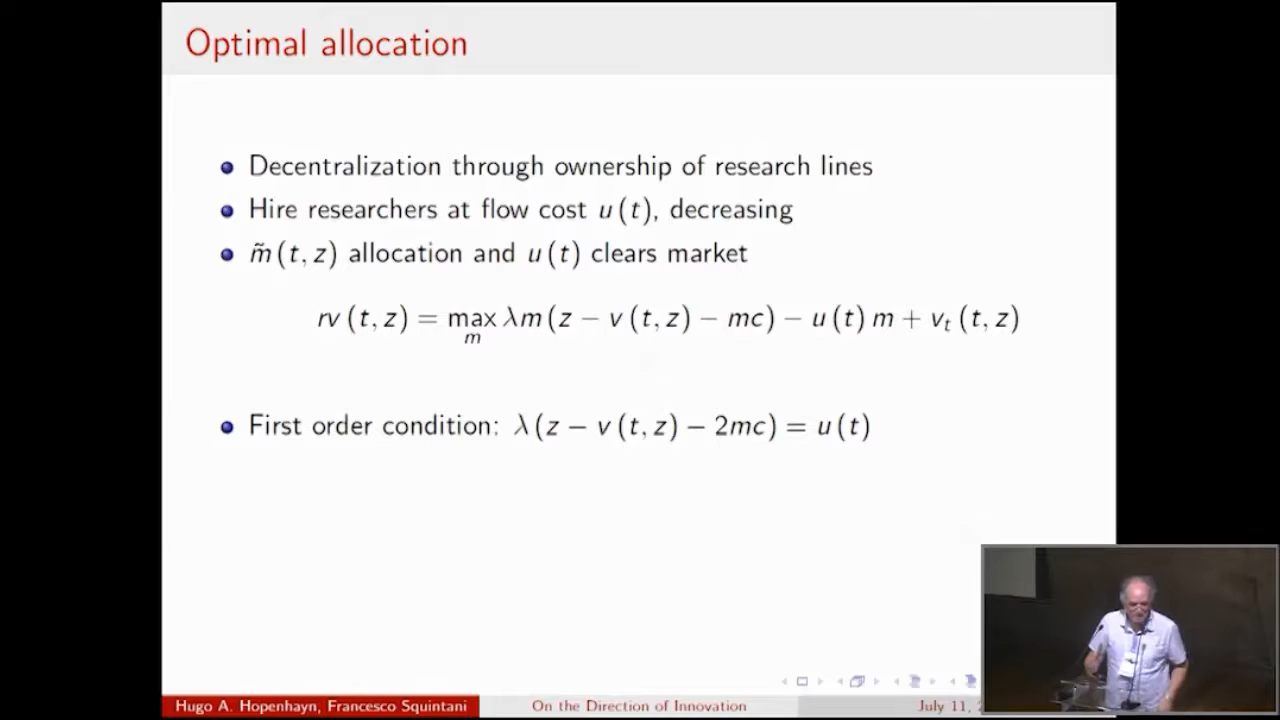 Optimal allocation
Decentralization through ownership of research lines
Hire researchers at flow cost u(t), decreasing
m̃(t, z) allocation and u(t) clears market
rv(t, z) = max λm(z − v(t, z) − mc) − u(t)m + vₜ(t, z)
m
First order condition: λ(z − v(t, z) − 2mc) = u(t)
Hugo A. Hopenhayn, Francesco Squintani
On the Direction of Innovation
July 11,